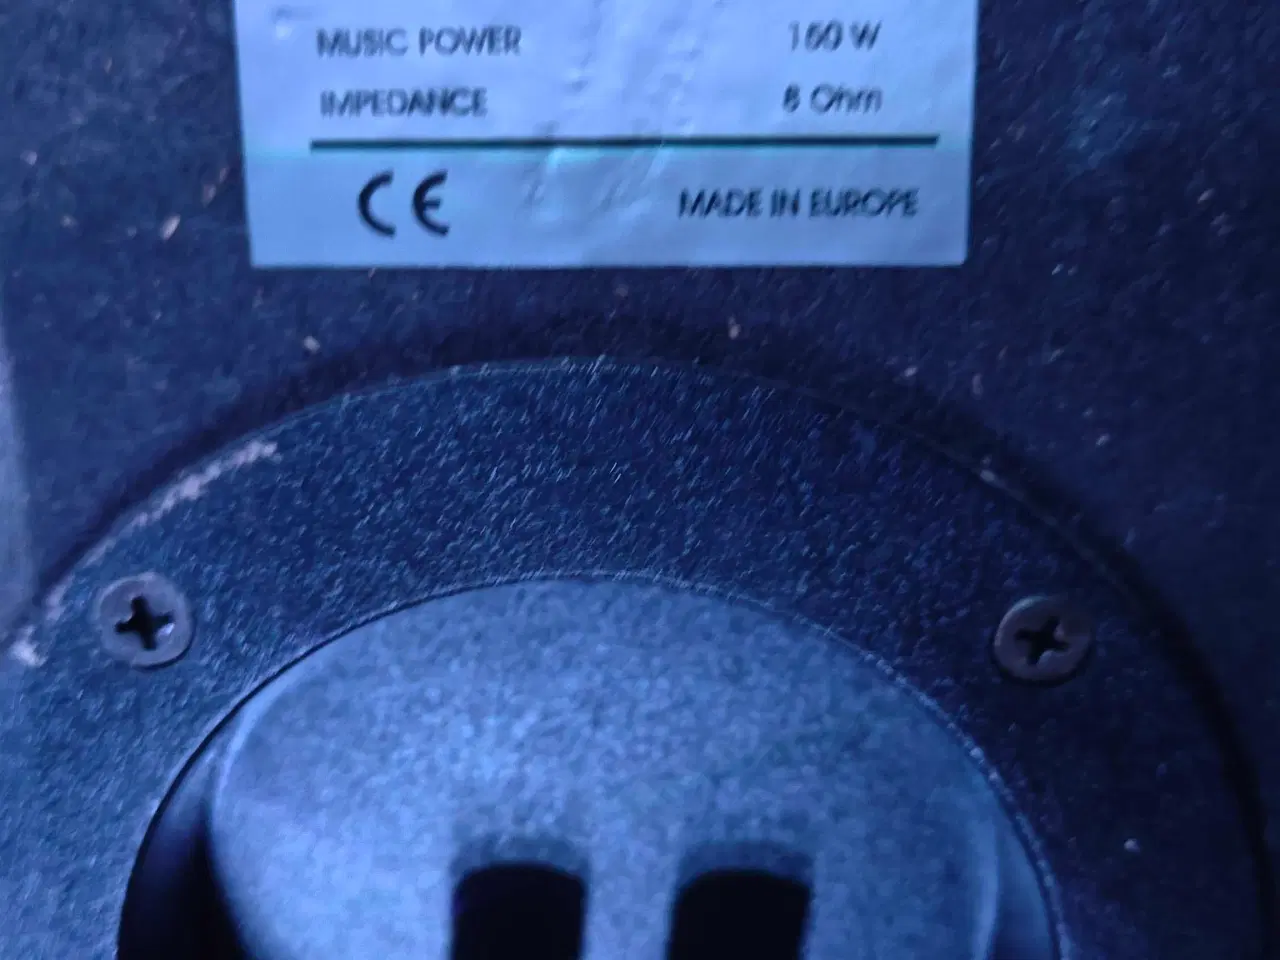 MUSIC POWER 160 W
IMPEDANCE 8 Ohm
CE MADE IN EUROPE